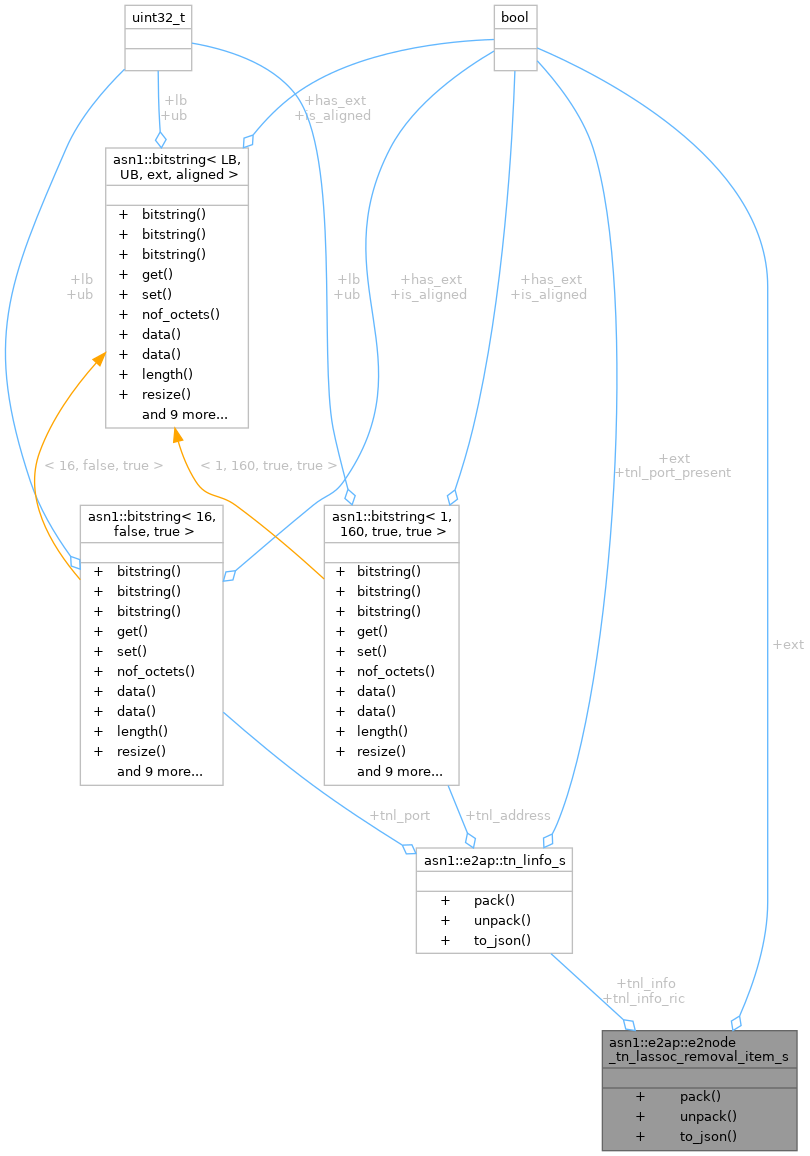 uint32_t
bool
+lb
+ub
+has_ext
+is_aligned
asn1::bitstring< LB,
UB, ext, aligned >
+ bitstring()
+ bitstring()
+ bitstring()
+ get()
+ set()
+ nof_octets()
+ data()
+ data()
+ length()
+ resize()
and 9 more...
+lb
+ub
+lb
+ub
+has_ext
+is_aligned
+has_ext
+is_aligned
< 16, false, true >
< 1, 160, true, true >
+ext
+tnl_port_present
asn1::bitstring< 16,
false, true >
+ bitstring()
+ bitstring()
+ bitstring()
+ get()
+ set()
+ nof_octets()
+ data()
+ data()
+ length()
+ resize()
and 9 more...
asn1::bitstring< 1,
160, true, true >
+ bitstring()
+ bitstring()
+ bitstring()
+ get()
+ set()
+ nof_octets()
+ data()
+ data()
+ length()
+ resize()
and 9 more...
+ext
+tnl_port
+tnl_address
asn1::e2ap::tn_linfo_s
+ pack()
+ unpack()
+ to_json()
+tnl_info
+tnl_info_ric
asn1::e2ap::e2node
_tn_lassoc_removal_item_s
+ pack()
+ unpack()
+ to_json()